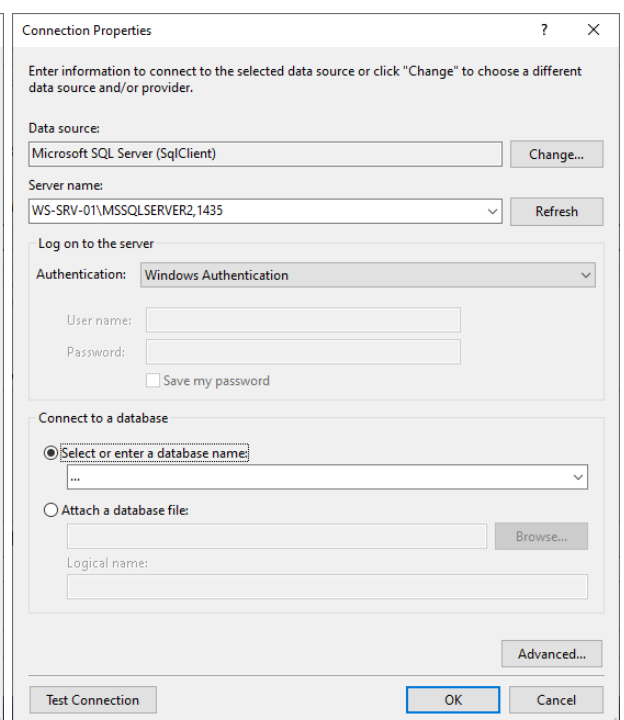 Connection Properties
?
Enter information to connect to the selected data source or click "Change" to choose a different
data source and/or provider.
Data source:
Microsoft SQL Server (SqlClient)
Change...
Server name:
WS-SRV-01\MSSQLSERVER2,1435
Refresh
Log on to the server
Authentication:
Windows Authentication
User name:
Password:
Save my password
Connect to a database
Select or enter a database name:
...
Attach a database file:
Browse...
Logical name:
Advanced...
Test Connection
OK
Cancel